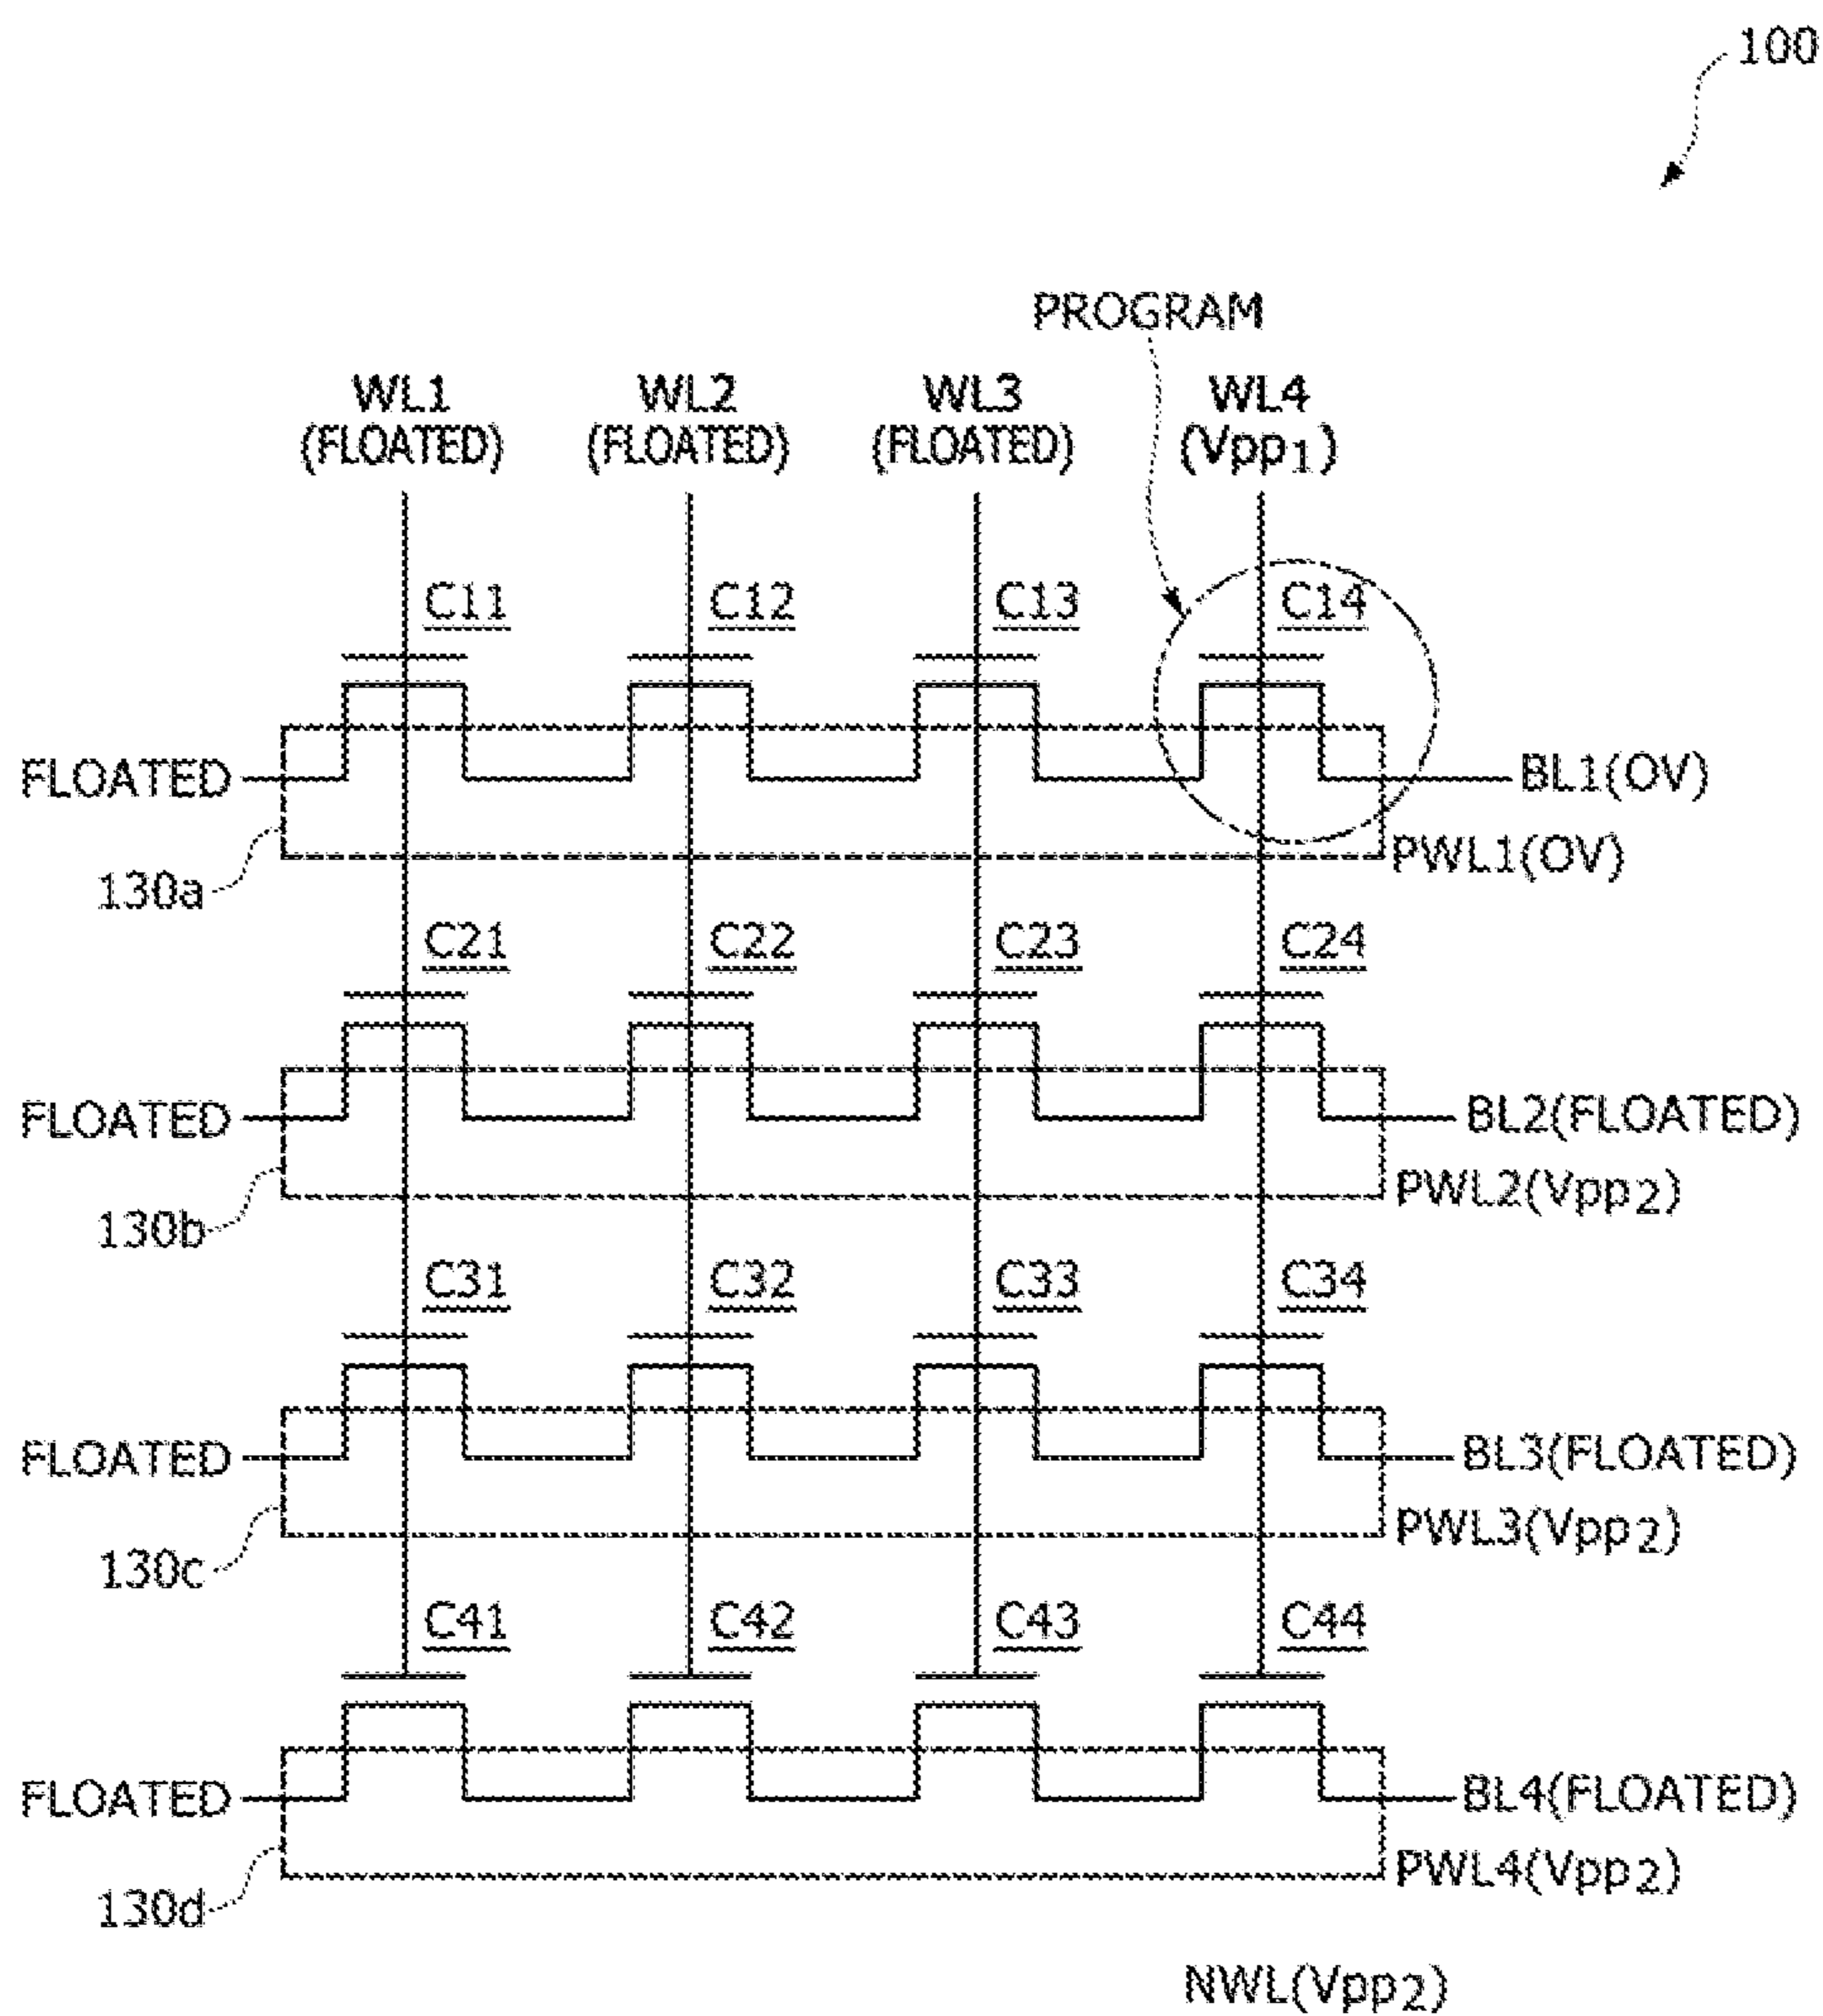 100
PROGRAM
WL1 WL2 WL3 WL4
(FLOATED) (FLOATED) (FLOATED) (Vpp1)
C11 C12 C13 C14
FLOATED BL1(OV)
130a PWL1(OV)
C21 C22 C23 C24
FLOATED BL2(FLOATED)
130b PWL2(Vpp2)
C31 C32 C33 C34
FLOATED BL3(FLOATED)
130c PWL3(Vpp2)
C41 C42 C43 C44
FLOATED BL4(FLOATED)
130d PWL4(Vpp2)
NWL(Vpp2)